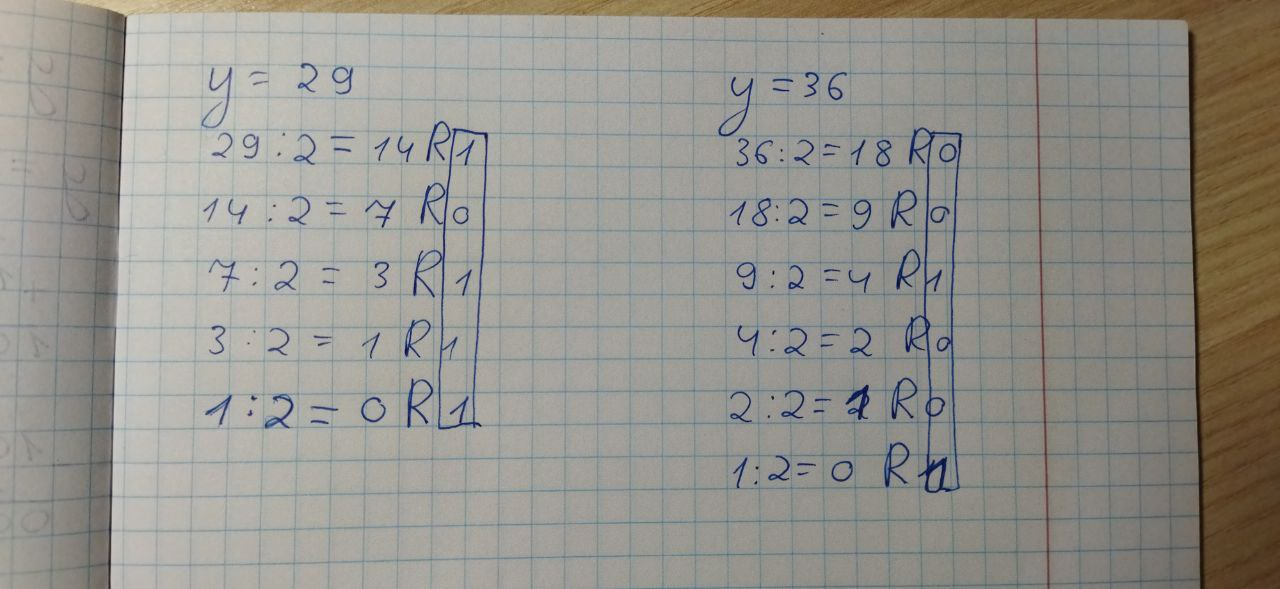 y = 29
29 : 2 = 14 R 1
14 : 2 = 7 R 0
7 : 2 = 3 R 1
3 : 2 = 1 R 1
1 : 2 = 0 R 1
y = 36
36 : 2 = 18 R 0
18 : 2 = 9 R 0
9 : 2 = 4 R 1
4 : 2 = 2 R 0
2 : 2 = 1 R 0
1 : 2 = 0 R 1